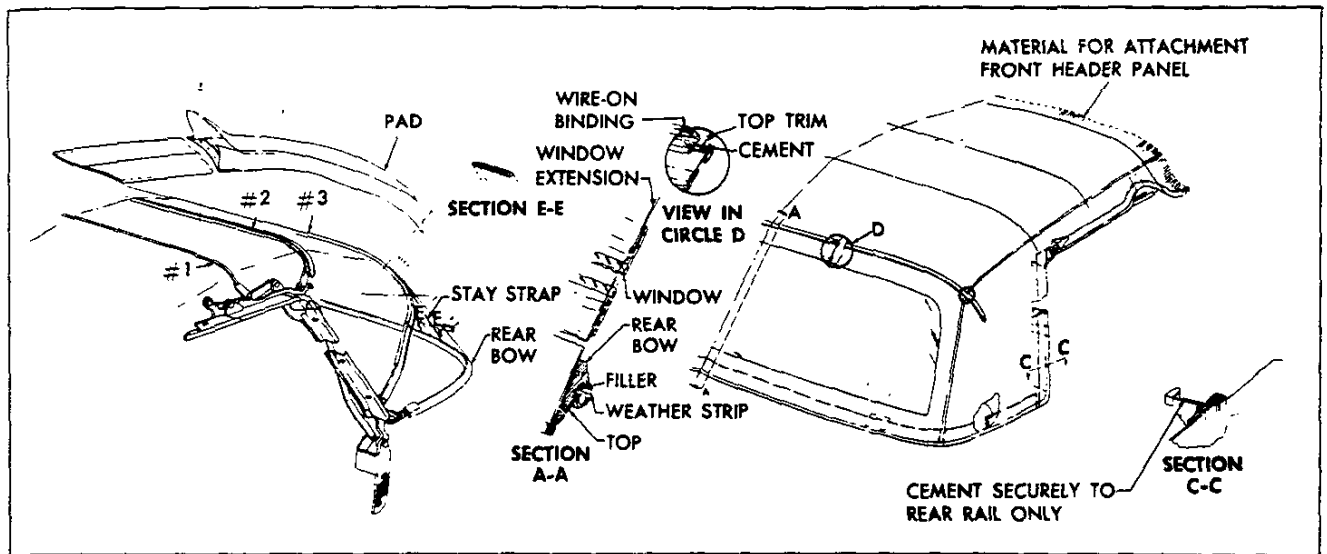 MATERIAL FOR ATTACHMENT
FRONT HEADER PANEL
PAD
WIRE-ON
BINDING
TOP TRIM
CEMENT
WINDOW
EXTENSION
SECTION E-E
VIEW IN
CIRCLE D
#2
#3
#1
A
D
STAY STRAP
E
E
WINDOW
REAR
BOW
REAR
BOW
FILLER
WEATHER STRIP
TOP
SECTION
A-A
A
C
C
SECTION
C-C
CEMENT SECURELY TO
REAR RAIL ONLY